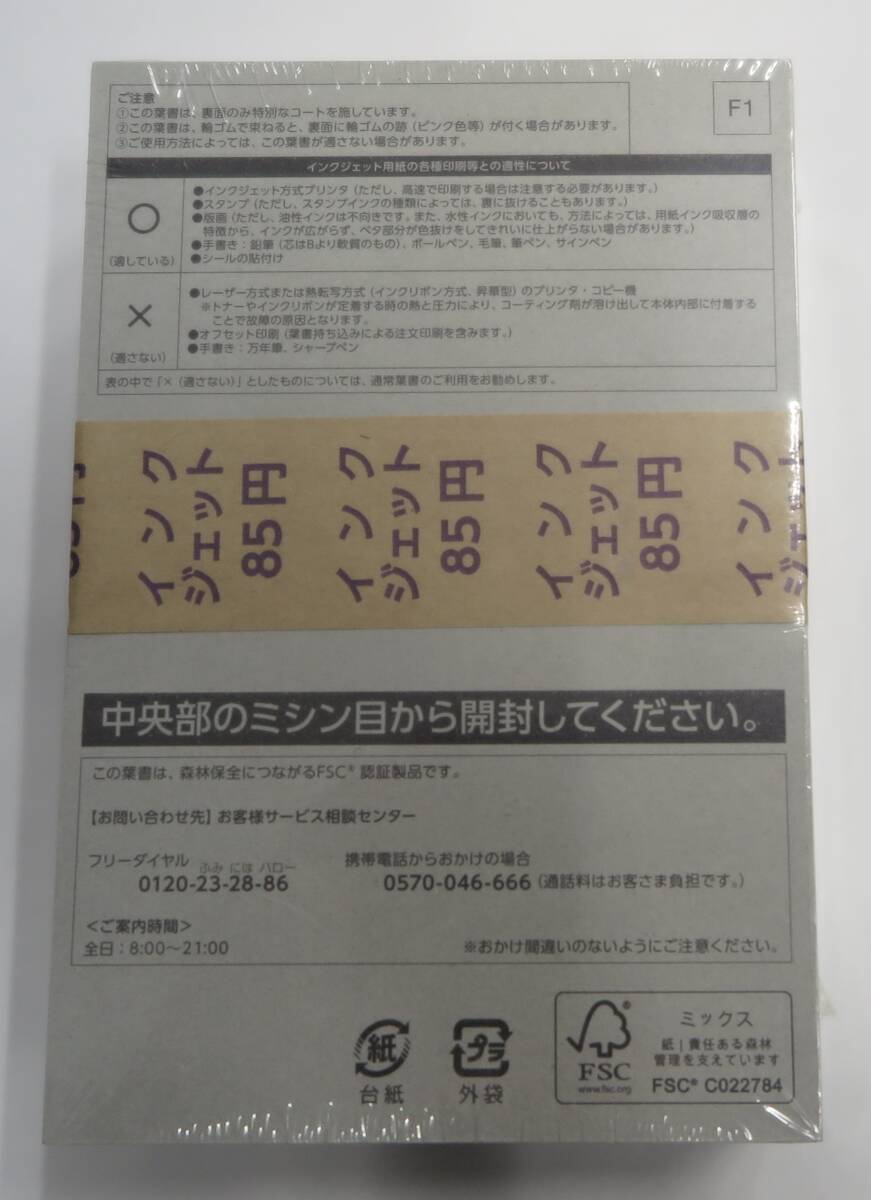 ご注意
①この葉書は、裏面のみ特別なコートを施しています。
②この葉書は、輪ゴムで束ねると、裏面に輪ゴムの跡（ピンク色等）が付く場合があります。
③ご使用方法によっては、この葉書が適さない場合があります。
F1
インクジェット用紙の各種印刷等との適性について
○
（適している）
●インクジェット方式プリンタ（ただし、高速で印刷する場合は注意する必要があります。）
●スタンプ（ただし、スタンプインクの種類によっては、裏に抜けることもあります。）
●版画（ただし、油性インクは不向きです。また、水性インクにおいても、方法によっては、用紙インク吸収層の
特徴から、インクが広がらず、ベタ部分が色抜けをしてきれいに仕上がらない場合があります。）
●手書き：鉛筆（芯はBより軟質のもの）、ボールペン、毛筆、筆ペン、サインペン
●シールの貼付け
×
（適さない）
●レーザー方式または熱転写方式（インクリボン方式、昇華型）のプリンタ・コピー機
※トナーやインクリボンが定着する時の熱と圧力により、コーティング剤が溶け出して本体内部に付着する
ことで故障の原因となります。
●オフセット印刷（葉書持ち込みによる注文印刷を含みます。）
●手書き：万年筆、シャープペン
表の中で「×（適さない）」としたものについては、通常葉書のご利用をお勧めします。
インク
ジェット
85円
インク
ジェット
85円
インク
ジェット
85円
インク
ジェット
中央部のミシン目から開封してください。
この葉書は、森林保全につながるFSC® 認証製品です。
【お問い合わせ先】お客様サービス相談センター
フリーダイヤル
ふみ には ハロー
0120-23-28-86
携帯電話からおかけの場合
0570-046-666（通話料はお客さま負担です。）
＜ご案内時間＞
全日：8:00～21:00
※おかけ間違いのないようにご注意ください。
紙
台紙
プラ
外袋
FSC
www.fsc.org
ミックス
紙｜責任ある森林
管理を支えています
FSC® C022784